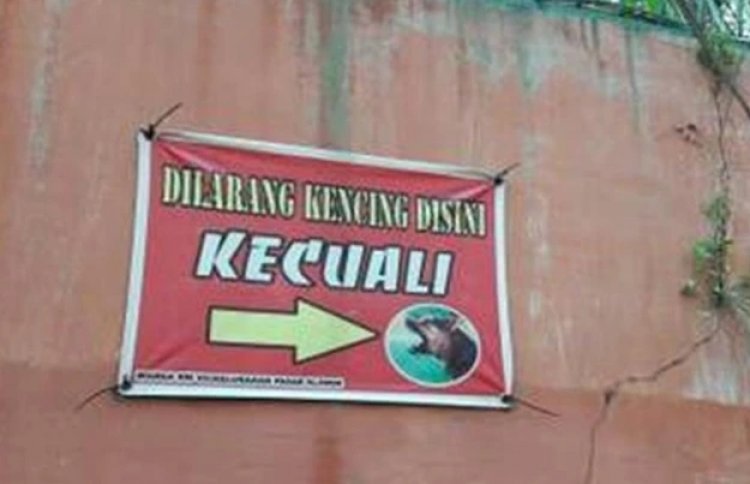 DILARANG KENCING DISINI
KECUALI